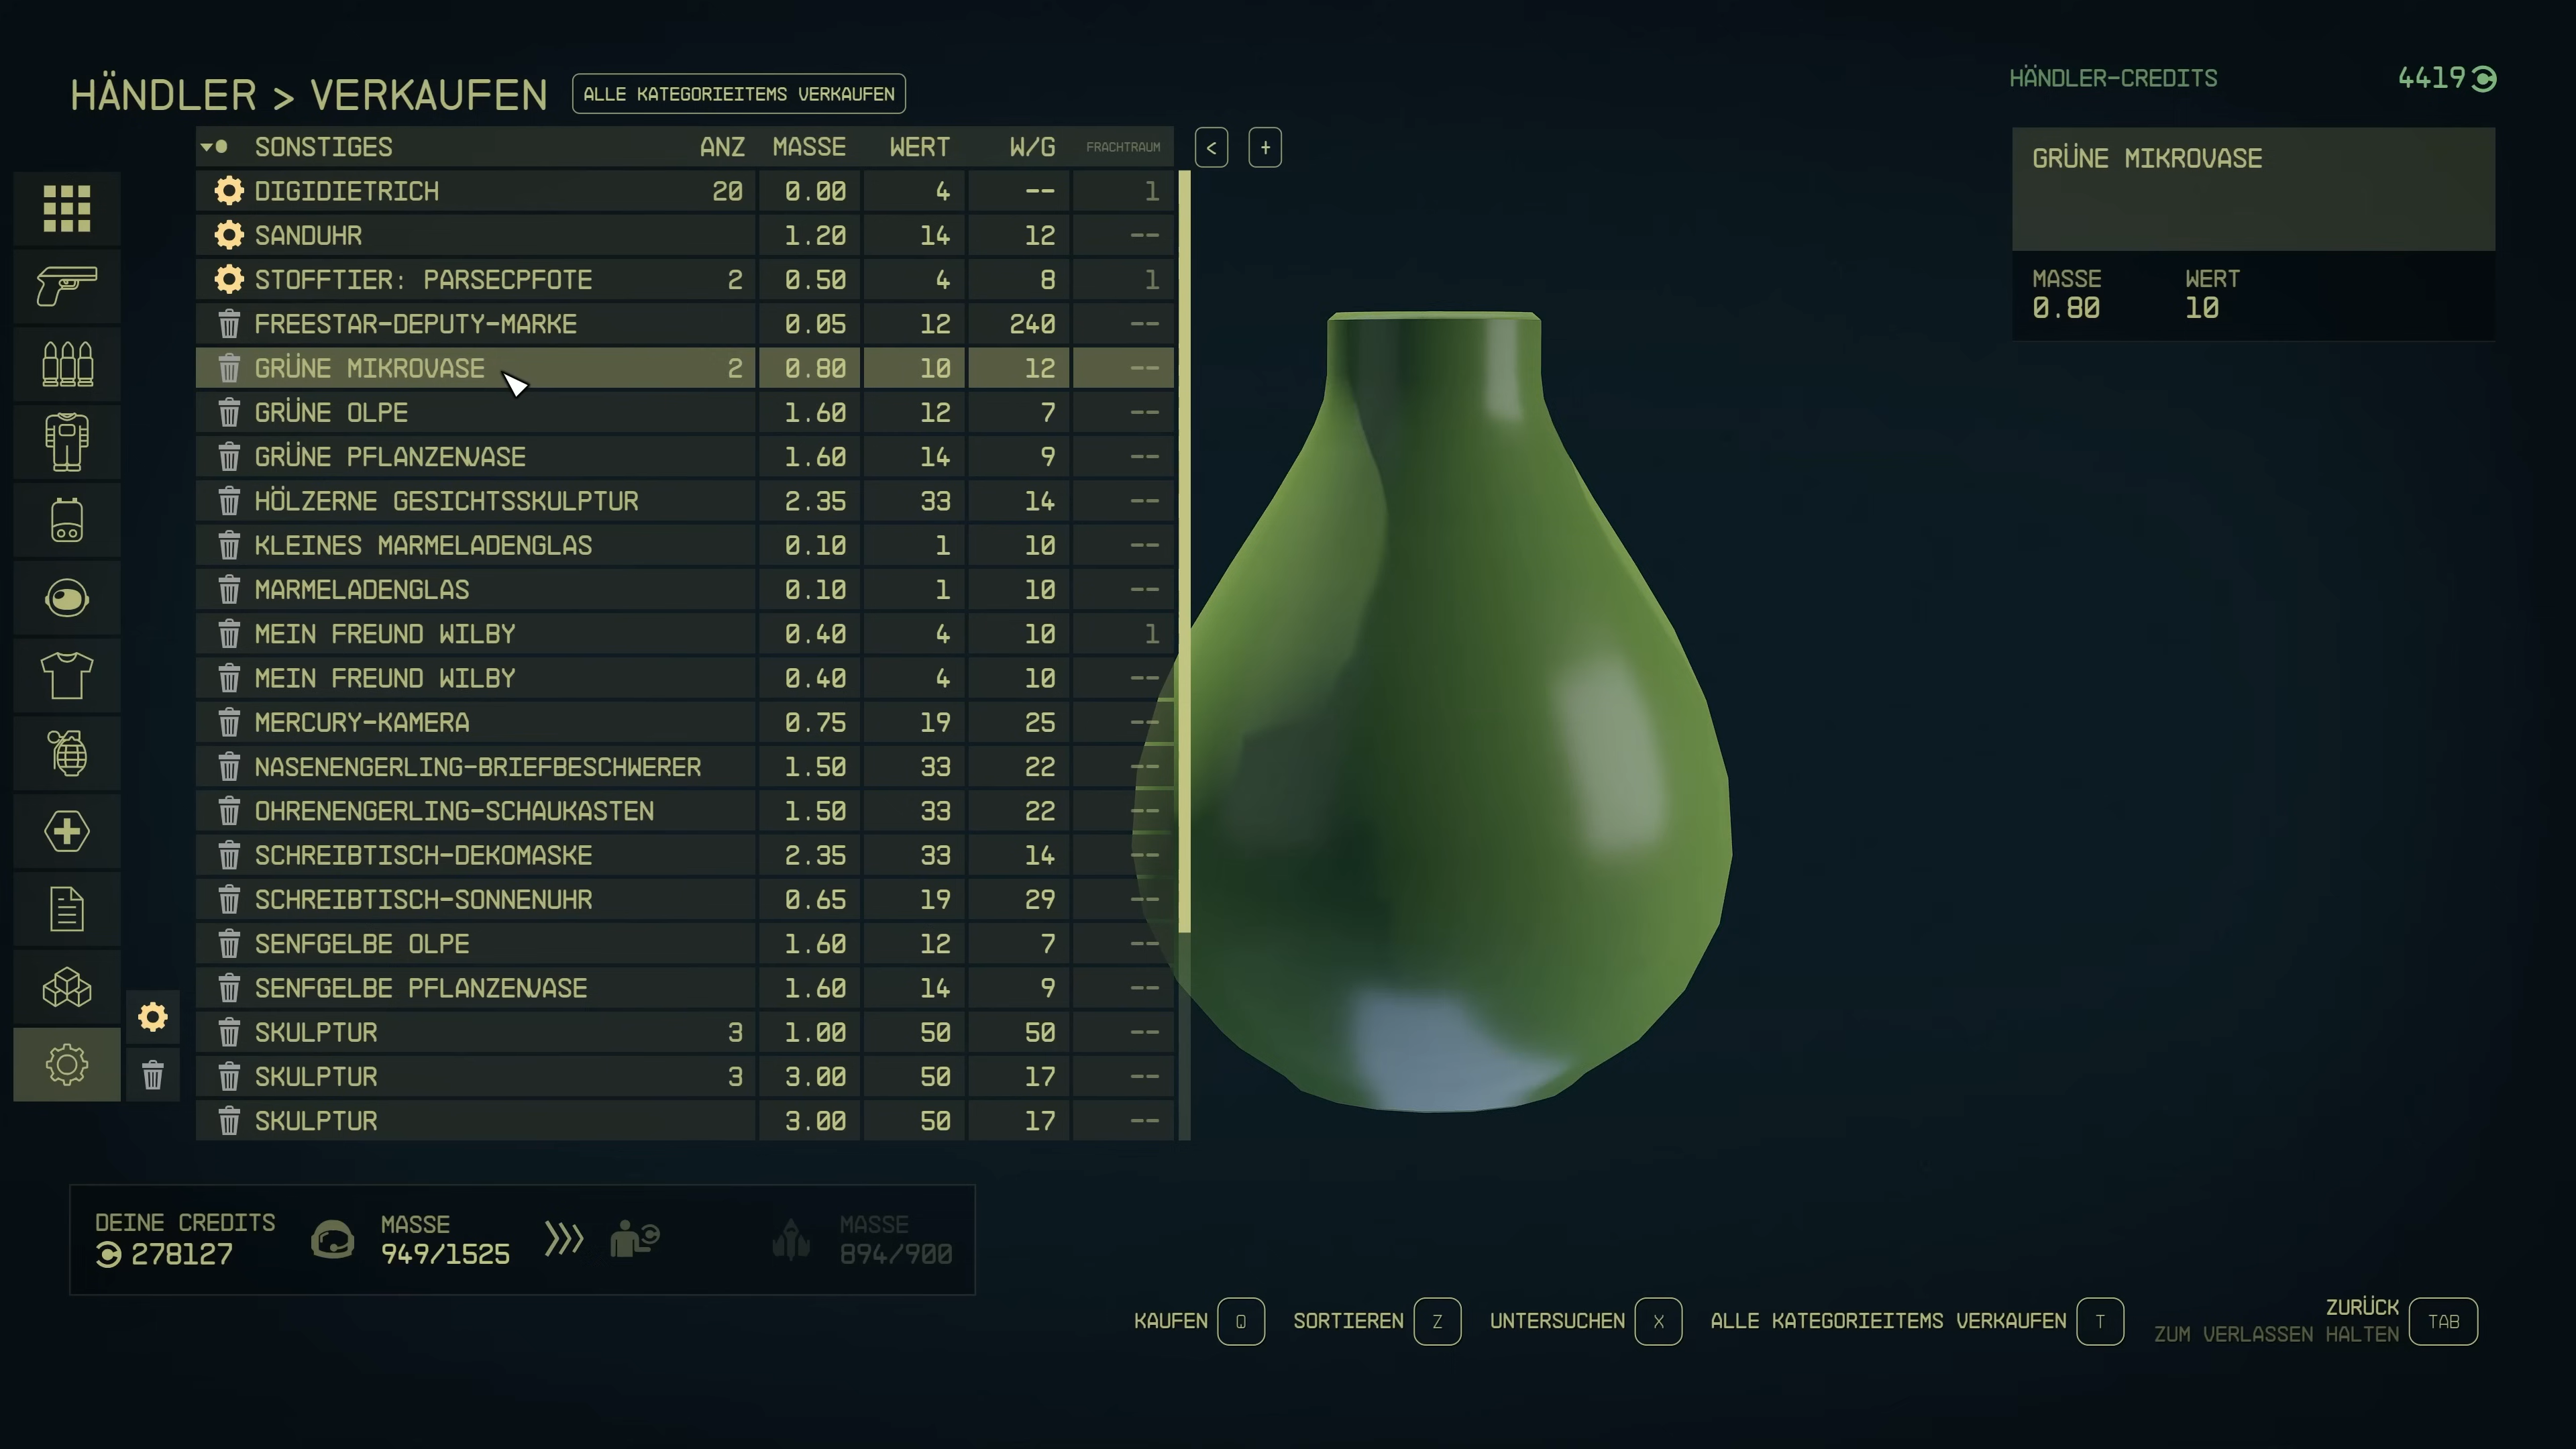 HÄNDLER > VERKAUFEN
ALLE KATEGORIEITEMS VERKAUFEN
HÄNDLER-CREDITS 4419
SONSTIGES ANZ MASSE WERT W/G FRACHTRAUM
< +
DIGIDIETRICH 20 0.00 4 -- 1
SANDUHR 1.20 14 12 --
STOFFTIER: PARSECPFOTE 2 0.50 4 8 1
FREESTAR-DEPUTY-MARKE 0.05 12 240 --
GRÜNE MIKROVASE 2 0.80 10 12 --
GRÜNE OLPE 1.60 12 7 --
GRÜNE PFLANZENVASE 1.60 14 9 --
HÖLZERNE GESICHTSSKULPTUR 2.35 33 14 --
KLEINES MARMELADENGLAS 0.10 1 10 --
MARMELADENGLAS 0.10 1 10 --
MEIN FREUND WILBY 0.40 4 10 1
MEIN FREUND WILBY 0.40 4 10 --
MERCURY-KAMERA 0.75 19 25 --
NASENENGERLING-BRIEFBESCHWERER 1.50 33 22 --
OHRENENGERLING-SCHAUKASTEN 1.50 33 22 --
SCHREIBTISCH-DEKOMASKE 2.35 33 14 --
SCHREIBTISCH-SONNENUHR 0.65 19 29 --
SENFGELBE OLPE 1.60 12 7 --
SENFGELBE PFLANZENVASE 1.60 14 9 --
SKULPTUR 3 1.00 50 50 --
SKULPTUR 3 3.00 50 17 --
SKULPTUR 3.00 50 17 --
GRÜNE MIKROVASE
MASSE WERT
0.80 10
DEINE CREDITS MASSE MASSE
278127 949/1525 894/900
KAUFEN Q SORTIEREN Z UNTERSUCHEN X ALLE KATEGORIEITEMS VERKAUFEN T ZURÜCK TAB
ZUM VERLASSEN HALTEN